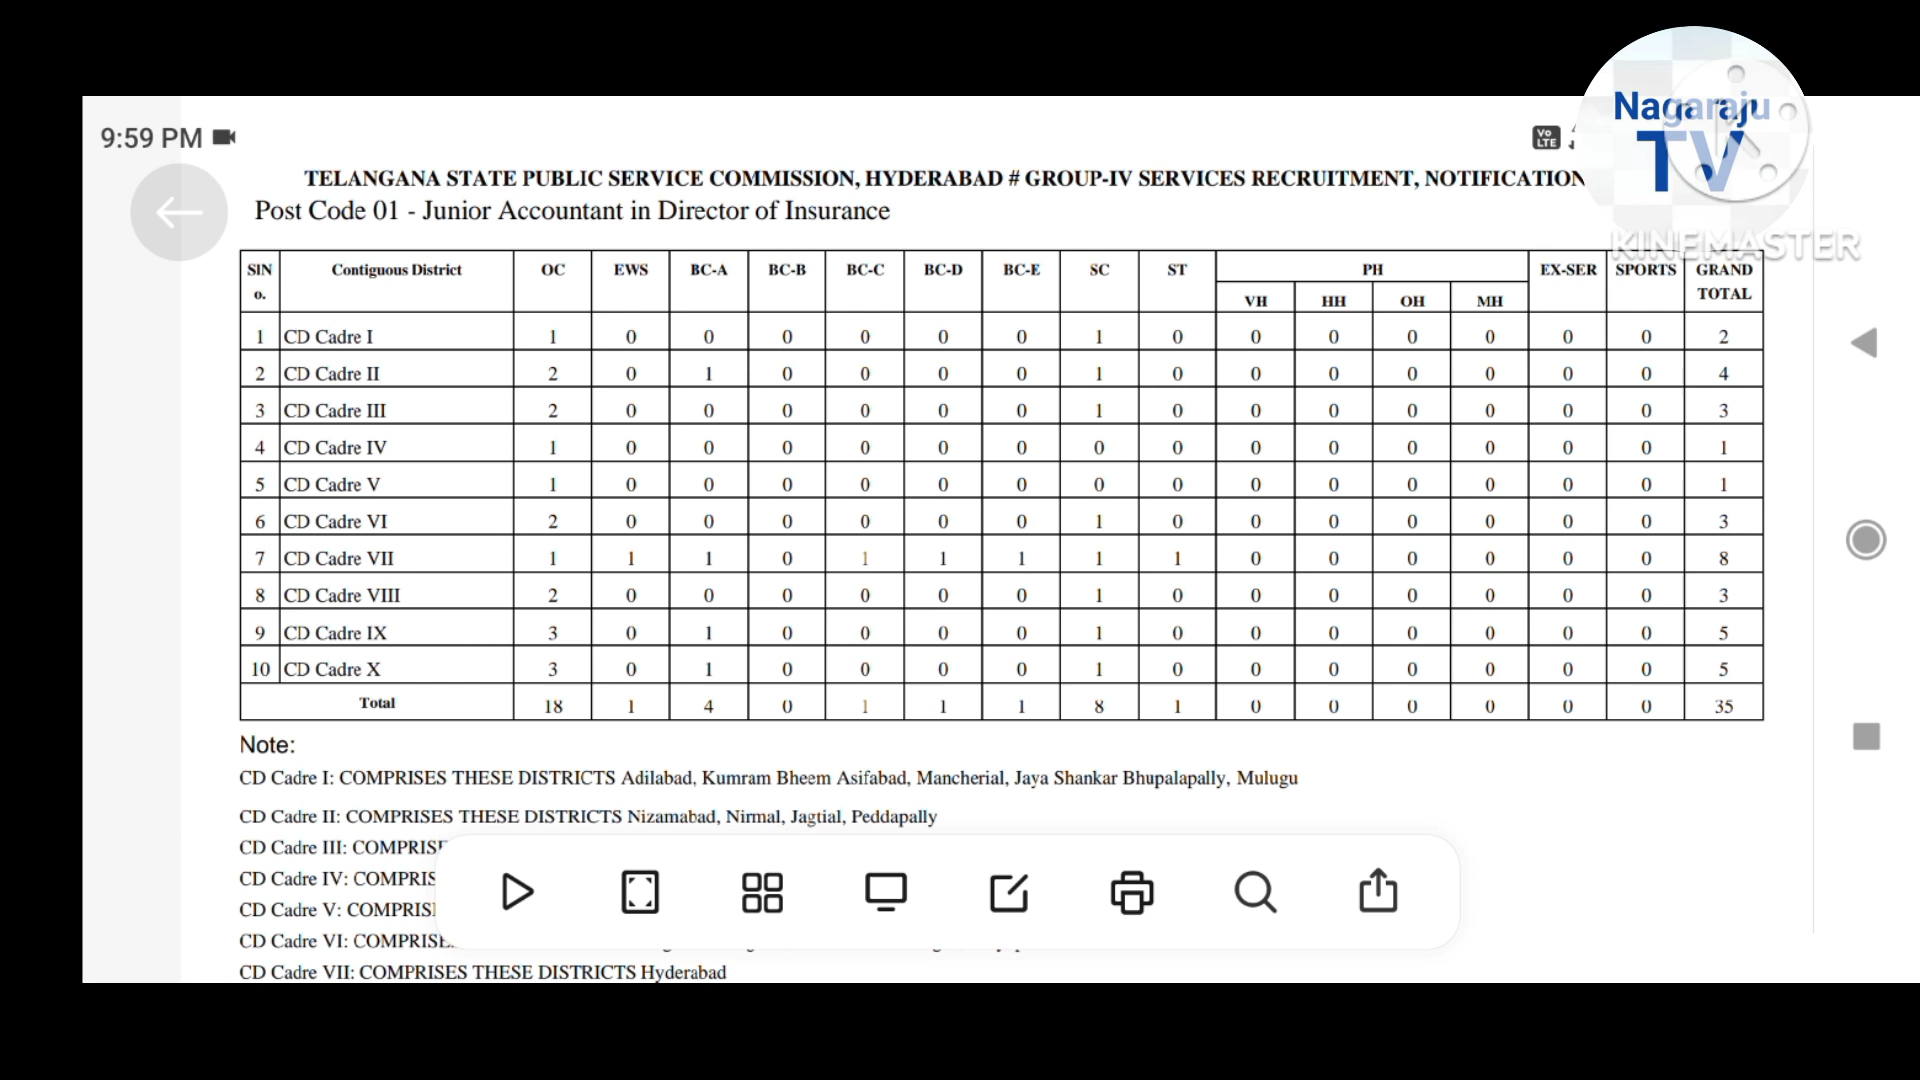 9:59 PM
Vo LTE
Nagaraju
TV
KINEMASTER
TELANGANA STATE PUBLIC SERVICE COMMISSION, HYDERABAD # GROUP-IV SERVICES RECRUITMENT, NOTIFICATION
Post Code 01 - Junior Accountant in Director of Insurance
SlN o. Contiguous District OC EWS BC-A BC-B BC-C BC-D BC-E SC ST PH EX-SER SPORTS GRAND TOTAL
VH HH OH MH
1 CD Cadre I 1 0 0 0 0 0 0 1 0 0 0 0 0 0 0 2
2 CD Cadre II 2 0 1 0 0 0 0 1 0 0 0 0 0 0 0 4
3 CD Cadre III 2 0 0 0 0 0 0 1 0 0 0 0 0 0 0 3
4 CD Cadre IV 1 0 0 0 0 0 0 0 0 0 0 0 0 0 0 1
5 CD Cadre V 1 0 0 0 0 0 0 0 0 0 0 0 0 0 0 1
6 CD Cadre VI 2 0 0 0 0 0 0 1 0 0 0 0 0 0 0 3
7 CD Cadre VII 1 1 1 0 1 1 1 1 1 0 0 0 0 0 0 8
8 CD Cadre VIII 2 0 0 0 0 0 0 1 0 0 0 0 0 0 0 3
9 CD Cadre IX 3 0 1 0 0 0 0 1 0 0 0 0 0 0 0 5
10 CD Cadre X 3 0 1 0 0 0 0 1 0 0 0 0 0 0 0 5
Total 18 1 4 0 1 1 1 8 1 0 0 0 0 0 0 35
Note:
CD Cadre I: COMPRISES THESE DISTRICTS Adilabad, Kumram Bheem Asifabad, Mancherial, Jaya Shankar Bhupalapally, Mulugu
CD Cadre II: COMPRISES THESE DISTRICTS Nizamabad, Nirmal, Jagtial, Peddapally
CD Cadre III:
CD Cadre IV:
CD Cadre V:
CD Cadre VI:
CD Cadre VII: COMPRISES THESE DISTRICTS Hyderabad